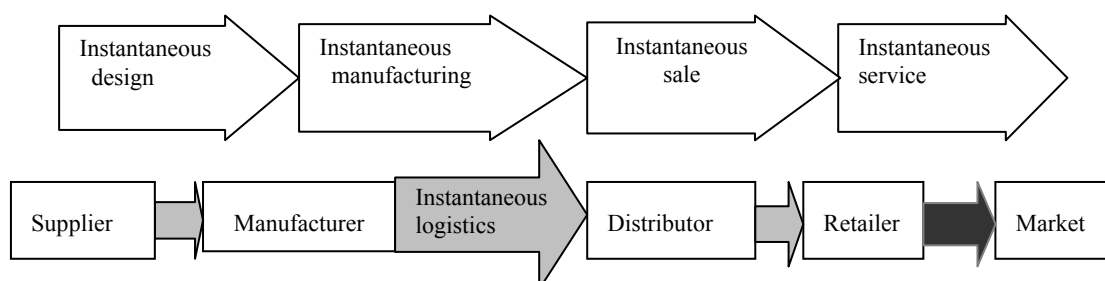 Instantaneous
design
Instantaneous
manufacturing
Instantaneous
sale
Instantaneous
service
Supplier
Manufacturer
Instantaneous
logistics
Distributor
Retailer
Market